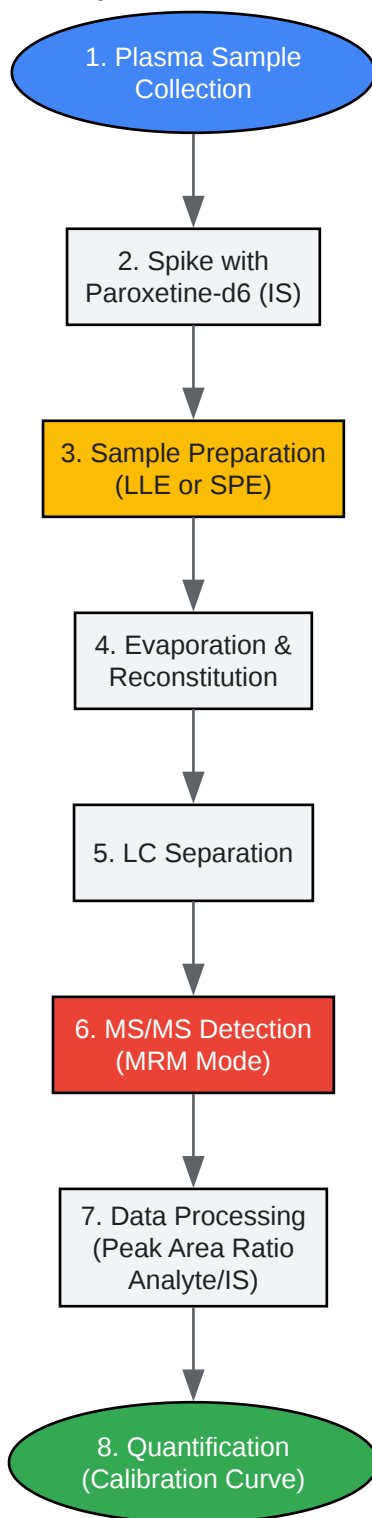 1. Plasma Sample
Collection
2. Spike with
Paroxetine-d6 (IS)
3. Sample Preparation
(LLE or SPE)
4. Evaporation &
Reconstitution
5. LC Separation
6. MS/MS Detection
(MRM Mode)
7. Data Processing
(Peak Area Ratio
Analyte/IS)
8. Quantification
(Calibration Curve)